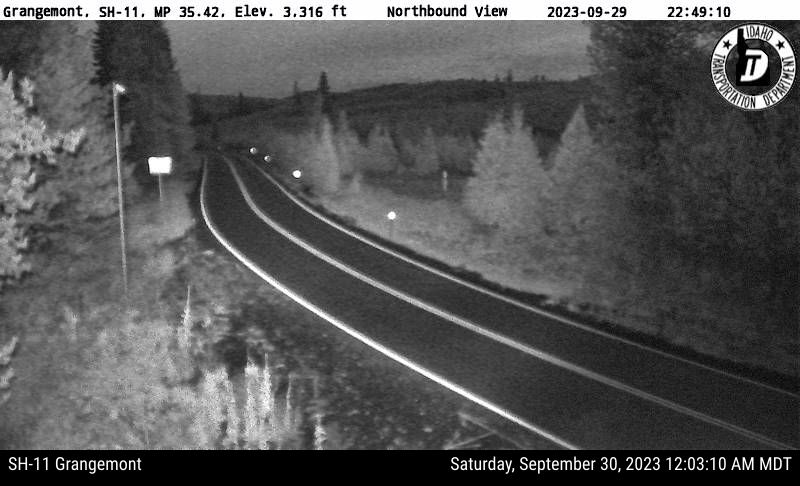 Grangemont, SH-11, MP 35.42, Elev. 3,316 ft Northbound View 2023-09-29 22:49:10
IDAHO
TRANSPORTATION DEPARTMENT
SH-11 Grangemont Saturday, September 30, 2023 12:03:10 AM MDT